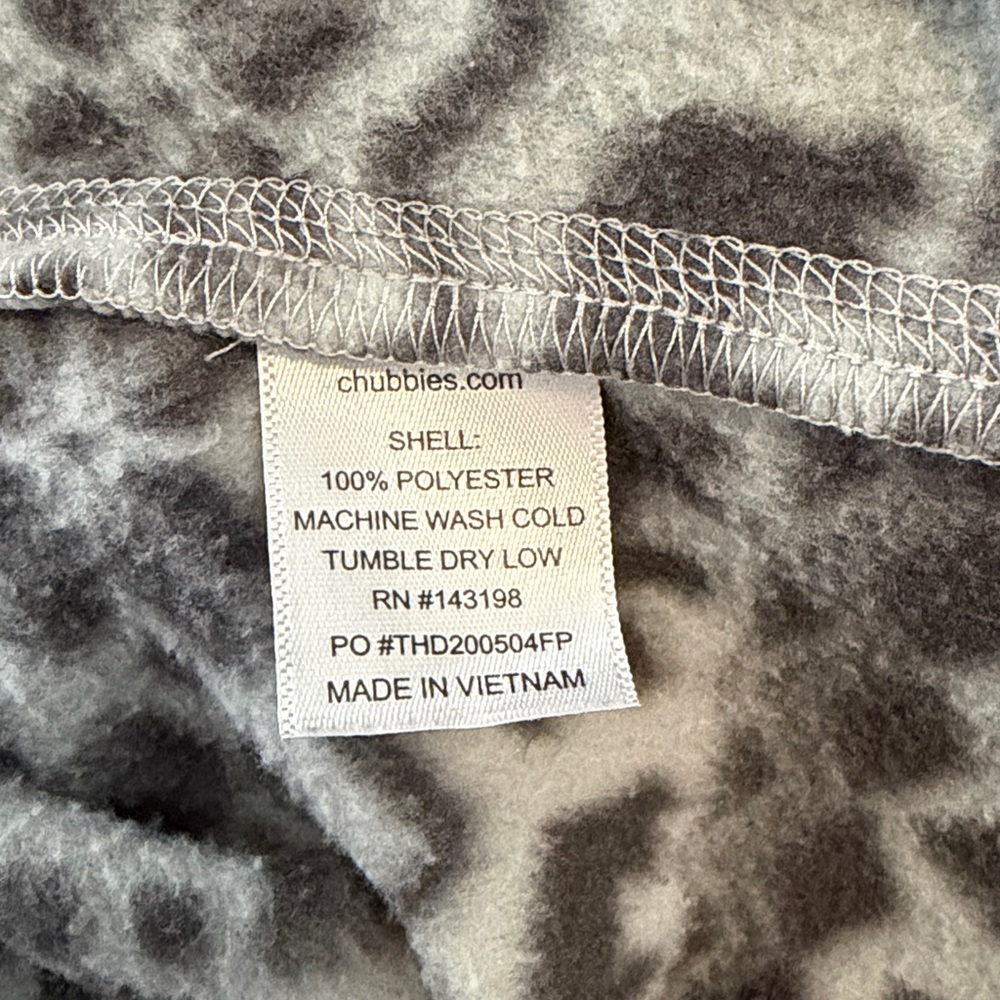 chubbies.com
SHELL:
100% POLYESTER
MACHINE WASH COLD
TUMBLE DRY LOW
RN #143198
PO #THD200504FP
MADE IN VIETNAM